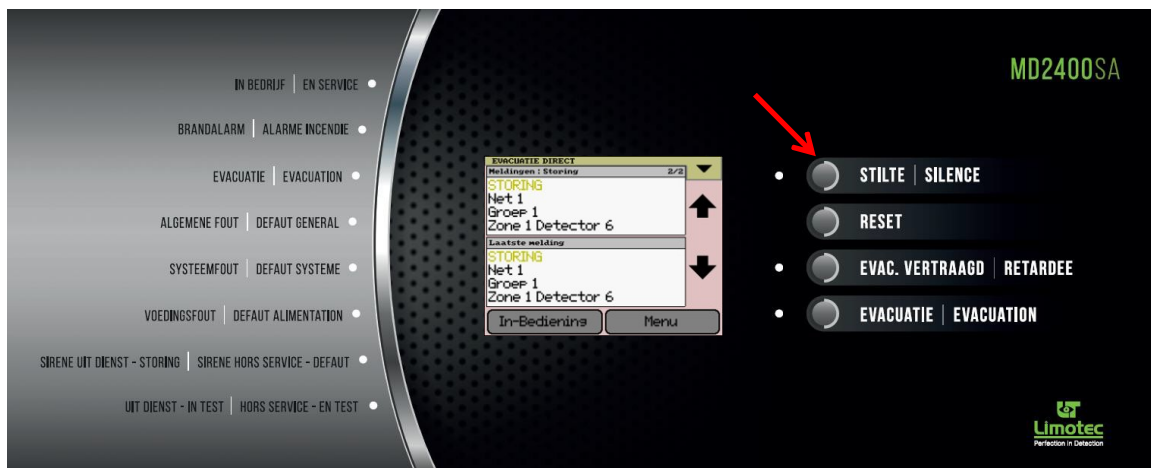 IN BEDRIJF | EN SERVICE
BRANDALARM | ALARME INCENDIE
EVACUATIE | EVACUATION
ALGEMENE FOUT | DEFAUT GENERAL
SYSTEEMFOUT | DEFAUT SYSTEME
VOEDINGSFOUT | DEFAUT ALIMENTATION
SIRENE UIT DIENST - STORING | SIRENE HORS SERVICE - DEFAUT
UIT DIENST - IN TEST | HORS SERVICE - EN TEST
EVACUATIE DIRECT
Meldingen : Storing 2/2
STORING
Net 1
Groep 1
Zone 1 Detector 6
Laatste melding
STORING
Net 1
Groep 1
Zone 1 Detector 6
In-Bediening Menu
MD2400SA
STILTE | SILENCE
RESET
EVAC. VERTRAAGD | RETARDEE
EVACUATIE | EVACUATION
Limotec
Perfection in Detection